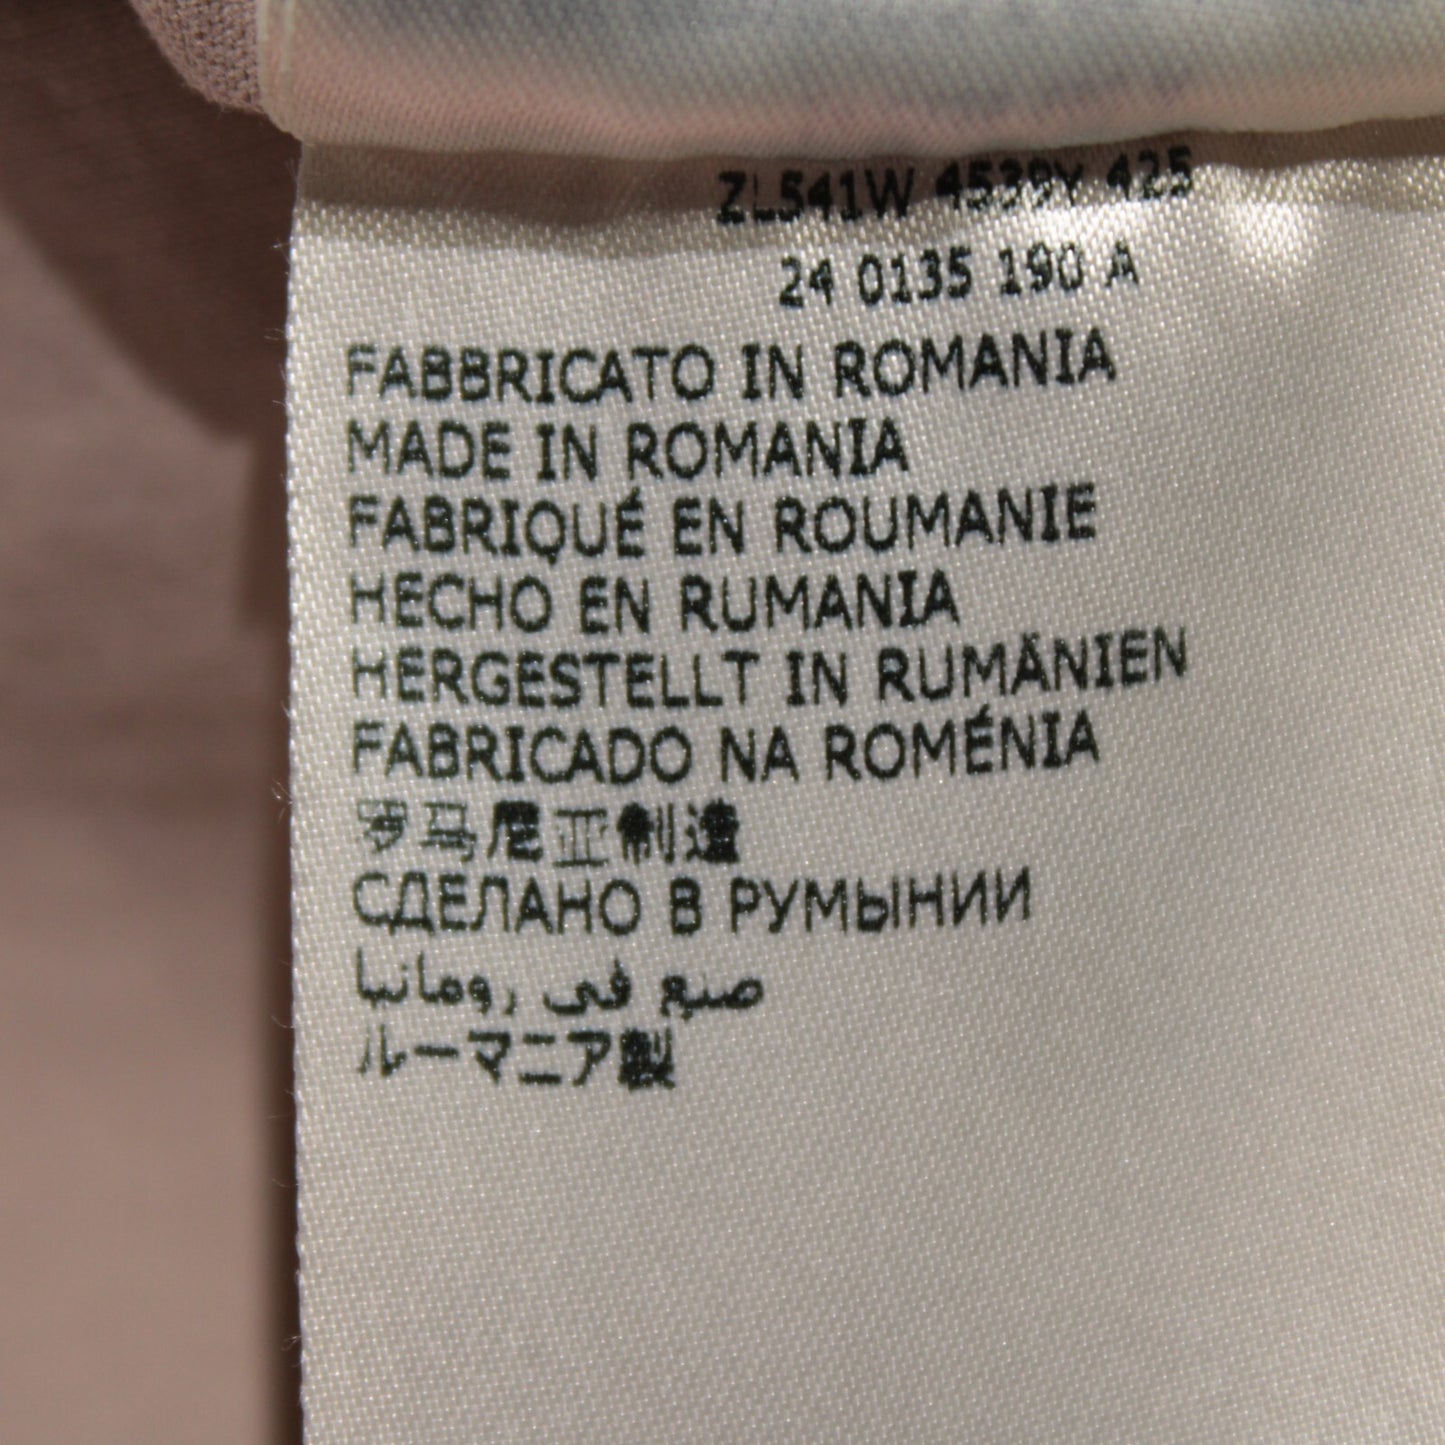 ZL541W 4539Y 425
24 0135 190 A
FABBRICATO IN ROMANIA
MADE IN ROMANIA
FABRIQUÉ EN ROUMANIE
HECHO EN RUMANIA
HERGESTELLT IN RUMÄNIEN
FABRICADO NA ROMÉNIA
罗马尼亚制造
СДЕЛАНО В РУМЫНИИ
صنع في رومانيا
ルーマニア製